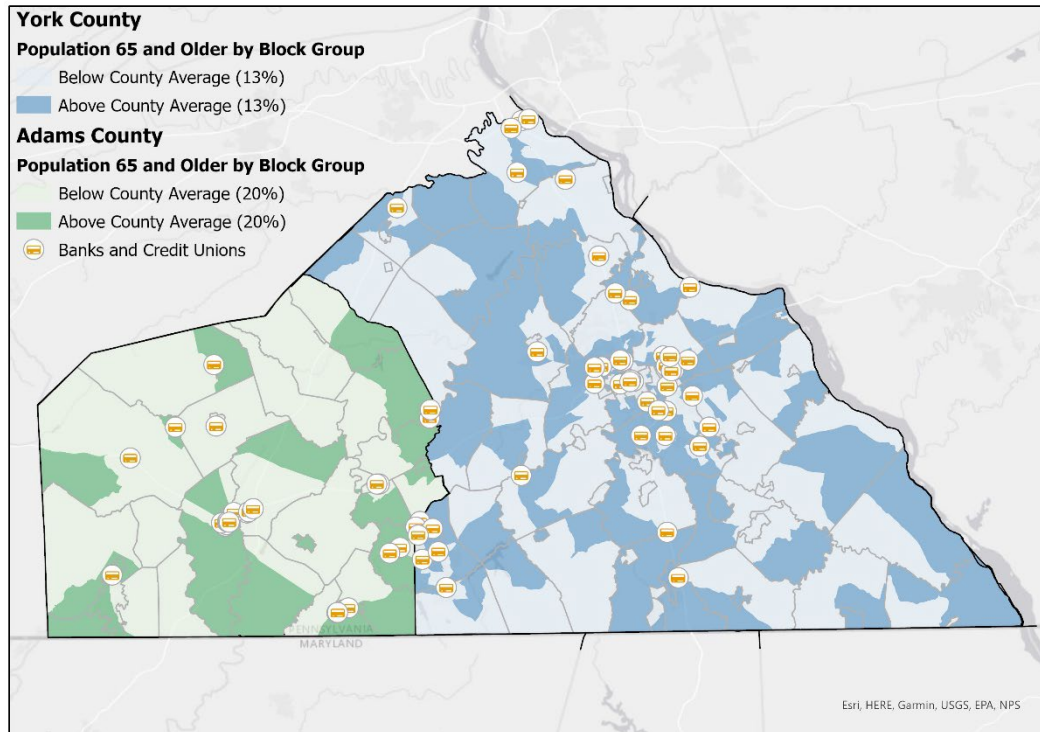 York County
Population 65 and Older by Block Group
Below County Average (13%)
Above County Average (13%)
Adams County
Population 65 and Older by Block Group
Below County Average (20%)
Above County Average (20%)
Banks and Credit Unions
PENNSYLVANIA
MARYLAND
Esri, HERE, Garmin, USGS, EPA, NPS